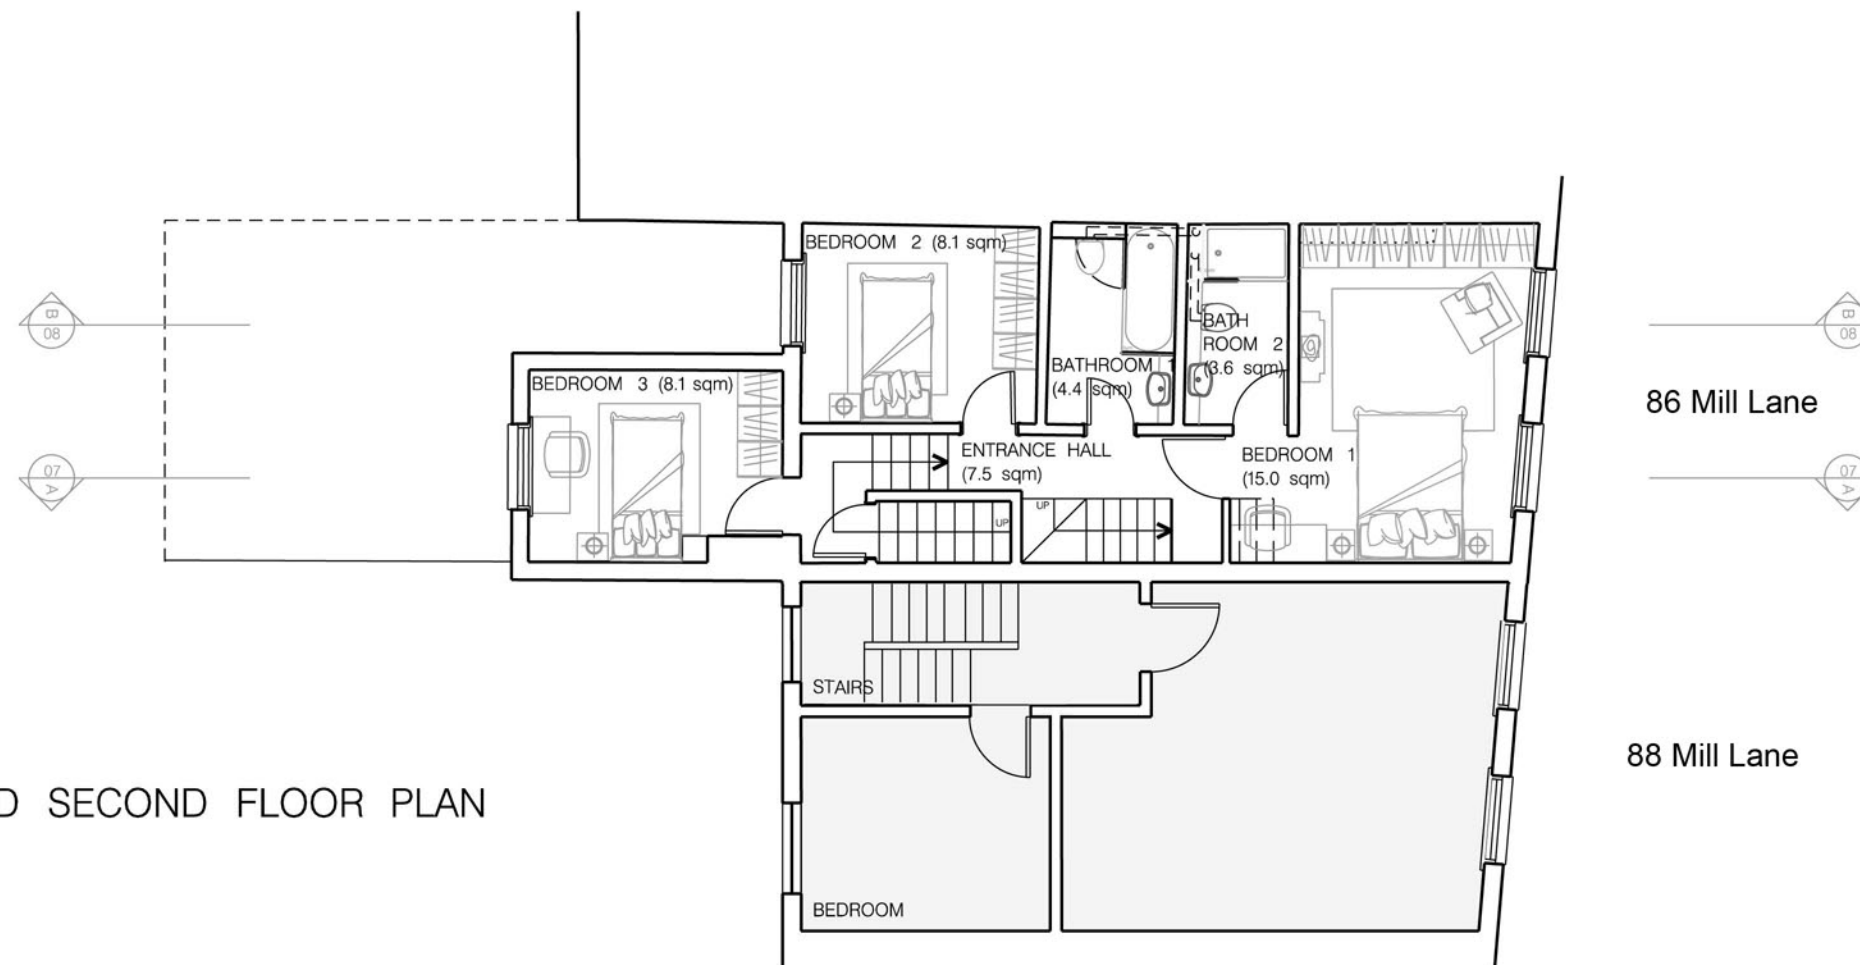 BEDROOM 2 (8.1 sqm)
BEDROOM 3 (8.1 sqm)
BATHROOM 1
(4.4 sqm)
BATH
ROOM 2
(3.6 sqm)
ENTRANCE HALL
(7.5 sqm)
BEDROOM 1
(15.0 sqm)
UP
UP
B
08
07
A
B
08
07
A
86 Mill Lane
STAIRS
88 Mill Lane
D SECOND FLOOR PLAN
BEDROOM